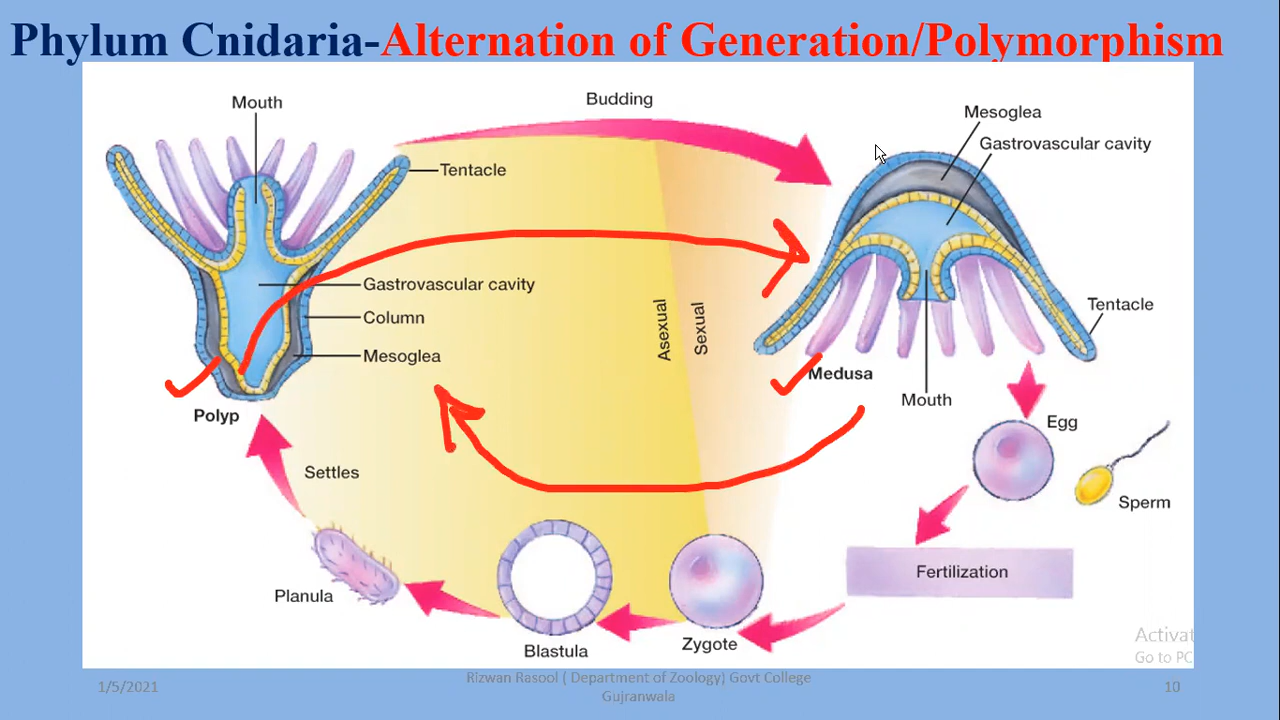 Phylum Cnidaria-Alternation of Generation/Polymorphism
Mouth
Budding
Mesoglea
Gastrovascular cavity
Tentacle
Gastrovascular cavity
Column
Mesoglea
Asexual
Sexual
Tentacle
Polyp
Medusa
Mouth
Egg
Settles
Sperm
Fertilization
Planula
Blastula
Zygote
Activat
Go to PC
1/5/2021
Rizwan Rasool ( Department of Zoology) Govt College
Gujranwala
10